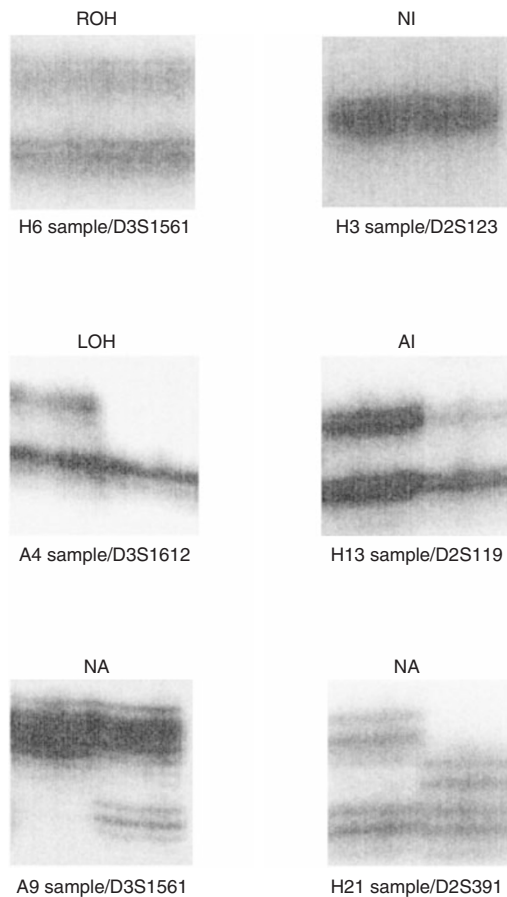 ROH
NI
H6 sample/D3S1561
H3 sample/D2S123
LOH
AI
A4 sample/D3S1612
H13 sample/D2S119
NA
NA
A9 sample/D3S1561
H21 sample/D2S391